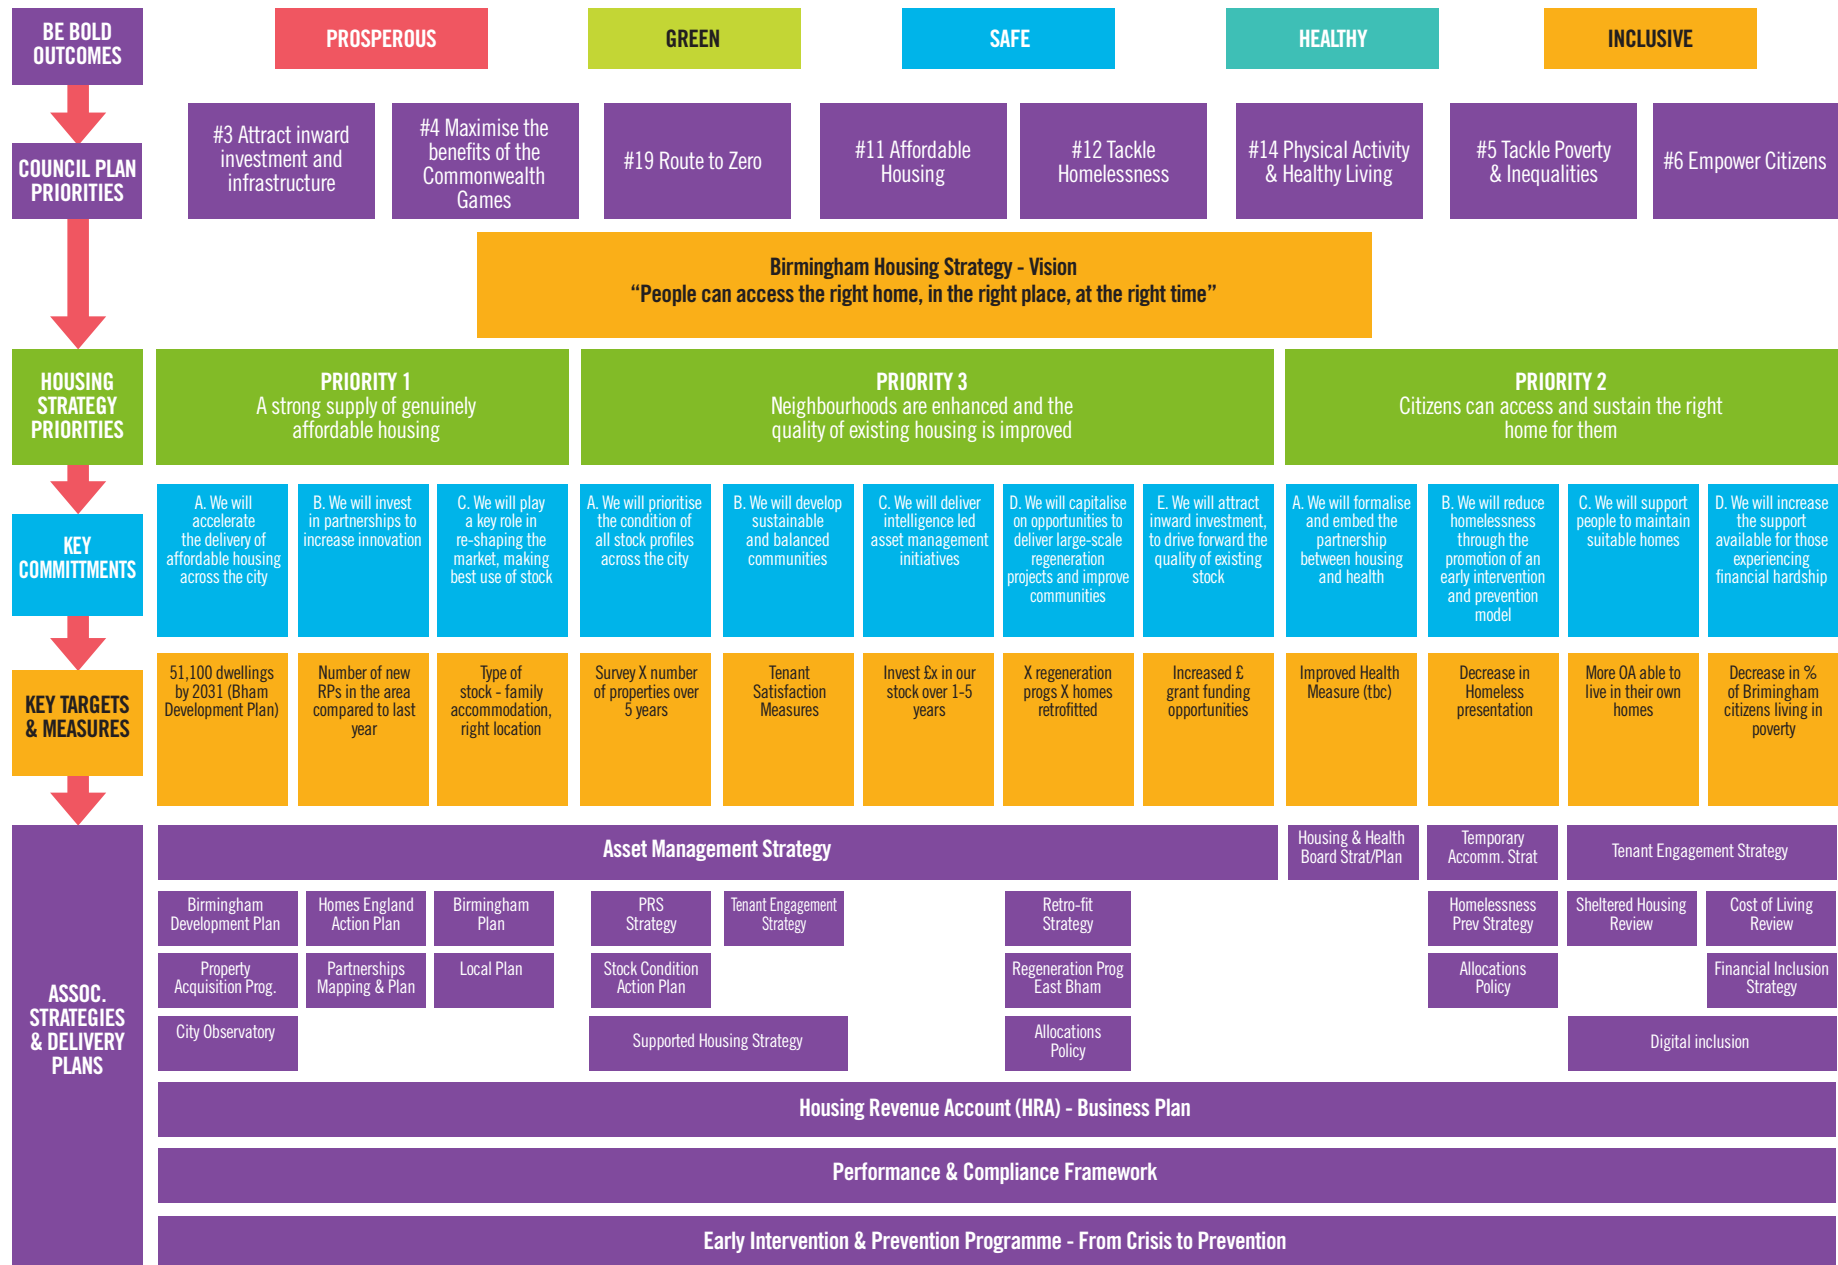 BE BOLD
OUTCOMES
PROSPEROUS
GREEN
SAFE
HEALTHY
INCLUSIVE
COUNCIL PLAN
PRIORITIES
#3 Attract inward
investment and
infrastructure
#4 Maximise the
benefits of the
Commonwealth
Games
#19 Route to Zero
#11 Affordable
Housing
#12 Tackle
Homelessness
#14 Physical Activity
& Healthy Living
#5 Tackle Poverty
& Inequalities
#6 Empower Citizens
Birmingham Housing Strategy - Vision
“People can access the right home, in the right place, at the right time”
HOUSING
STRATEGY
PRIORITIES
PRIORITY 1
A strong supply of genuinely
affordable housing
PRIORITY 3
Neighbourhoods are enhanced and the
quality of existing housing is improved
PRIORITY 2
Citizens can access and sustain the right
home for them
KEY
COMMITTMENTS
A. We will
accelerate
the delivery of
affordable housing
across the city
B. We will invest
in partnerships to
increase innovation
C. We will play
a key role in
re-shaping the
market, making
best use of stock
A. We will prioritise
the condition of
all stock profiles
across the city
B. We will develop
sustainable
and balanced
communities
C. We will deliver
intelligence led
asset management
initiatives
D. We will capitalise
on opportunities to
deliver large-scale
regeneration
projects and improve
communities
E. We will attract
inward investment,
to drive forward the
quality of existing
stock
A. We will formalise
and embed the
partnership
between housing
and health
B. We will reduce
homelessness
through the
promotion of an
early intervention
and prevention
model
C. We will support
people to maintain
suitable homes
D. We will increase
the support
available for those
experiencing
financial hardship
KEY TARGETS
& MEASURES
51,100 dwellings
by 2031 (Bham
Development Plan)
Number of new
RPs in the area
compared to last
year
Type of
stock - family
accommodation,
right location
Survey X number
of properties over
5 years
Tenant
Satisfaction
Measures
Invest £x in our
stock over 1-5
years
X regeneration
progs X homes
retrofitted
Increased £
grant funding
opportunities
Improved Health
Measure (tbc)
Decrease in
Homeless
presentation
More OA able to
live in their own
homes
Decrease in %
of Brimingham
citizens living in
poverty
ASSOC.
STRATEGIES
& DELIVERY
PLANS
Asset Management Strategy
Housing & Health
Board Strat/Plan
Temporary
Accomm. Strat
Tenant Engagement Strategy
Birmingham
Development Plan
Homes England
Action Plan
Birmingham
Plan
PRS
Strategy
Tenant Engagement
Strategy
Retro-fit
Strategy
Homelessness
Prev Strategy
Sheltered Housing
Review
Cost of Living
Review
Property
Acquisition Prog.
Partnerships
Mapping & Plan
Local Plan
Stock Condition
Action Plan
Regeneration Prog
East Bham
Allocations
Policy
Financial Inclusion
Strategy
City Observatory
Supported Housing Strategy
Allocations
Policy
Digital inclusion
Housing Revenue Account (HRA) - Business Plan
Performance & Compliance Framework
Early Intervention & Prevention Programme - From Crisis to Prevention